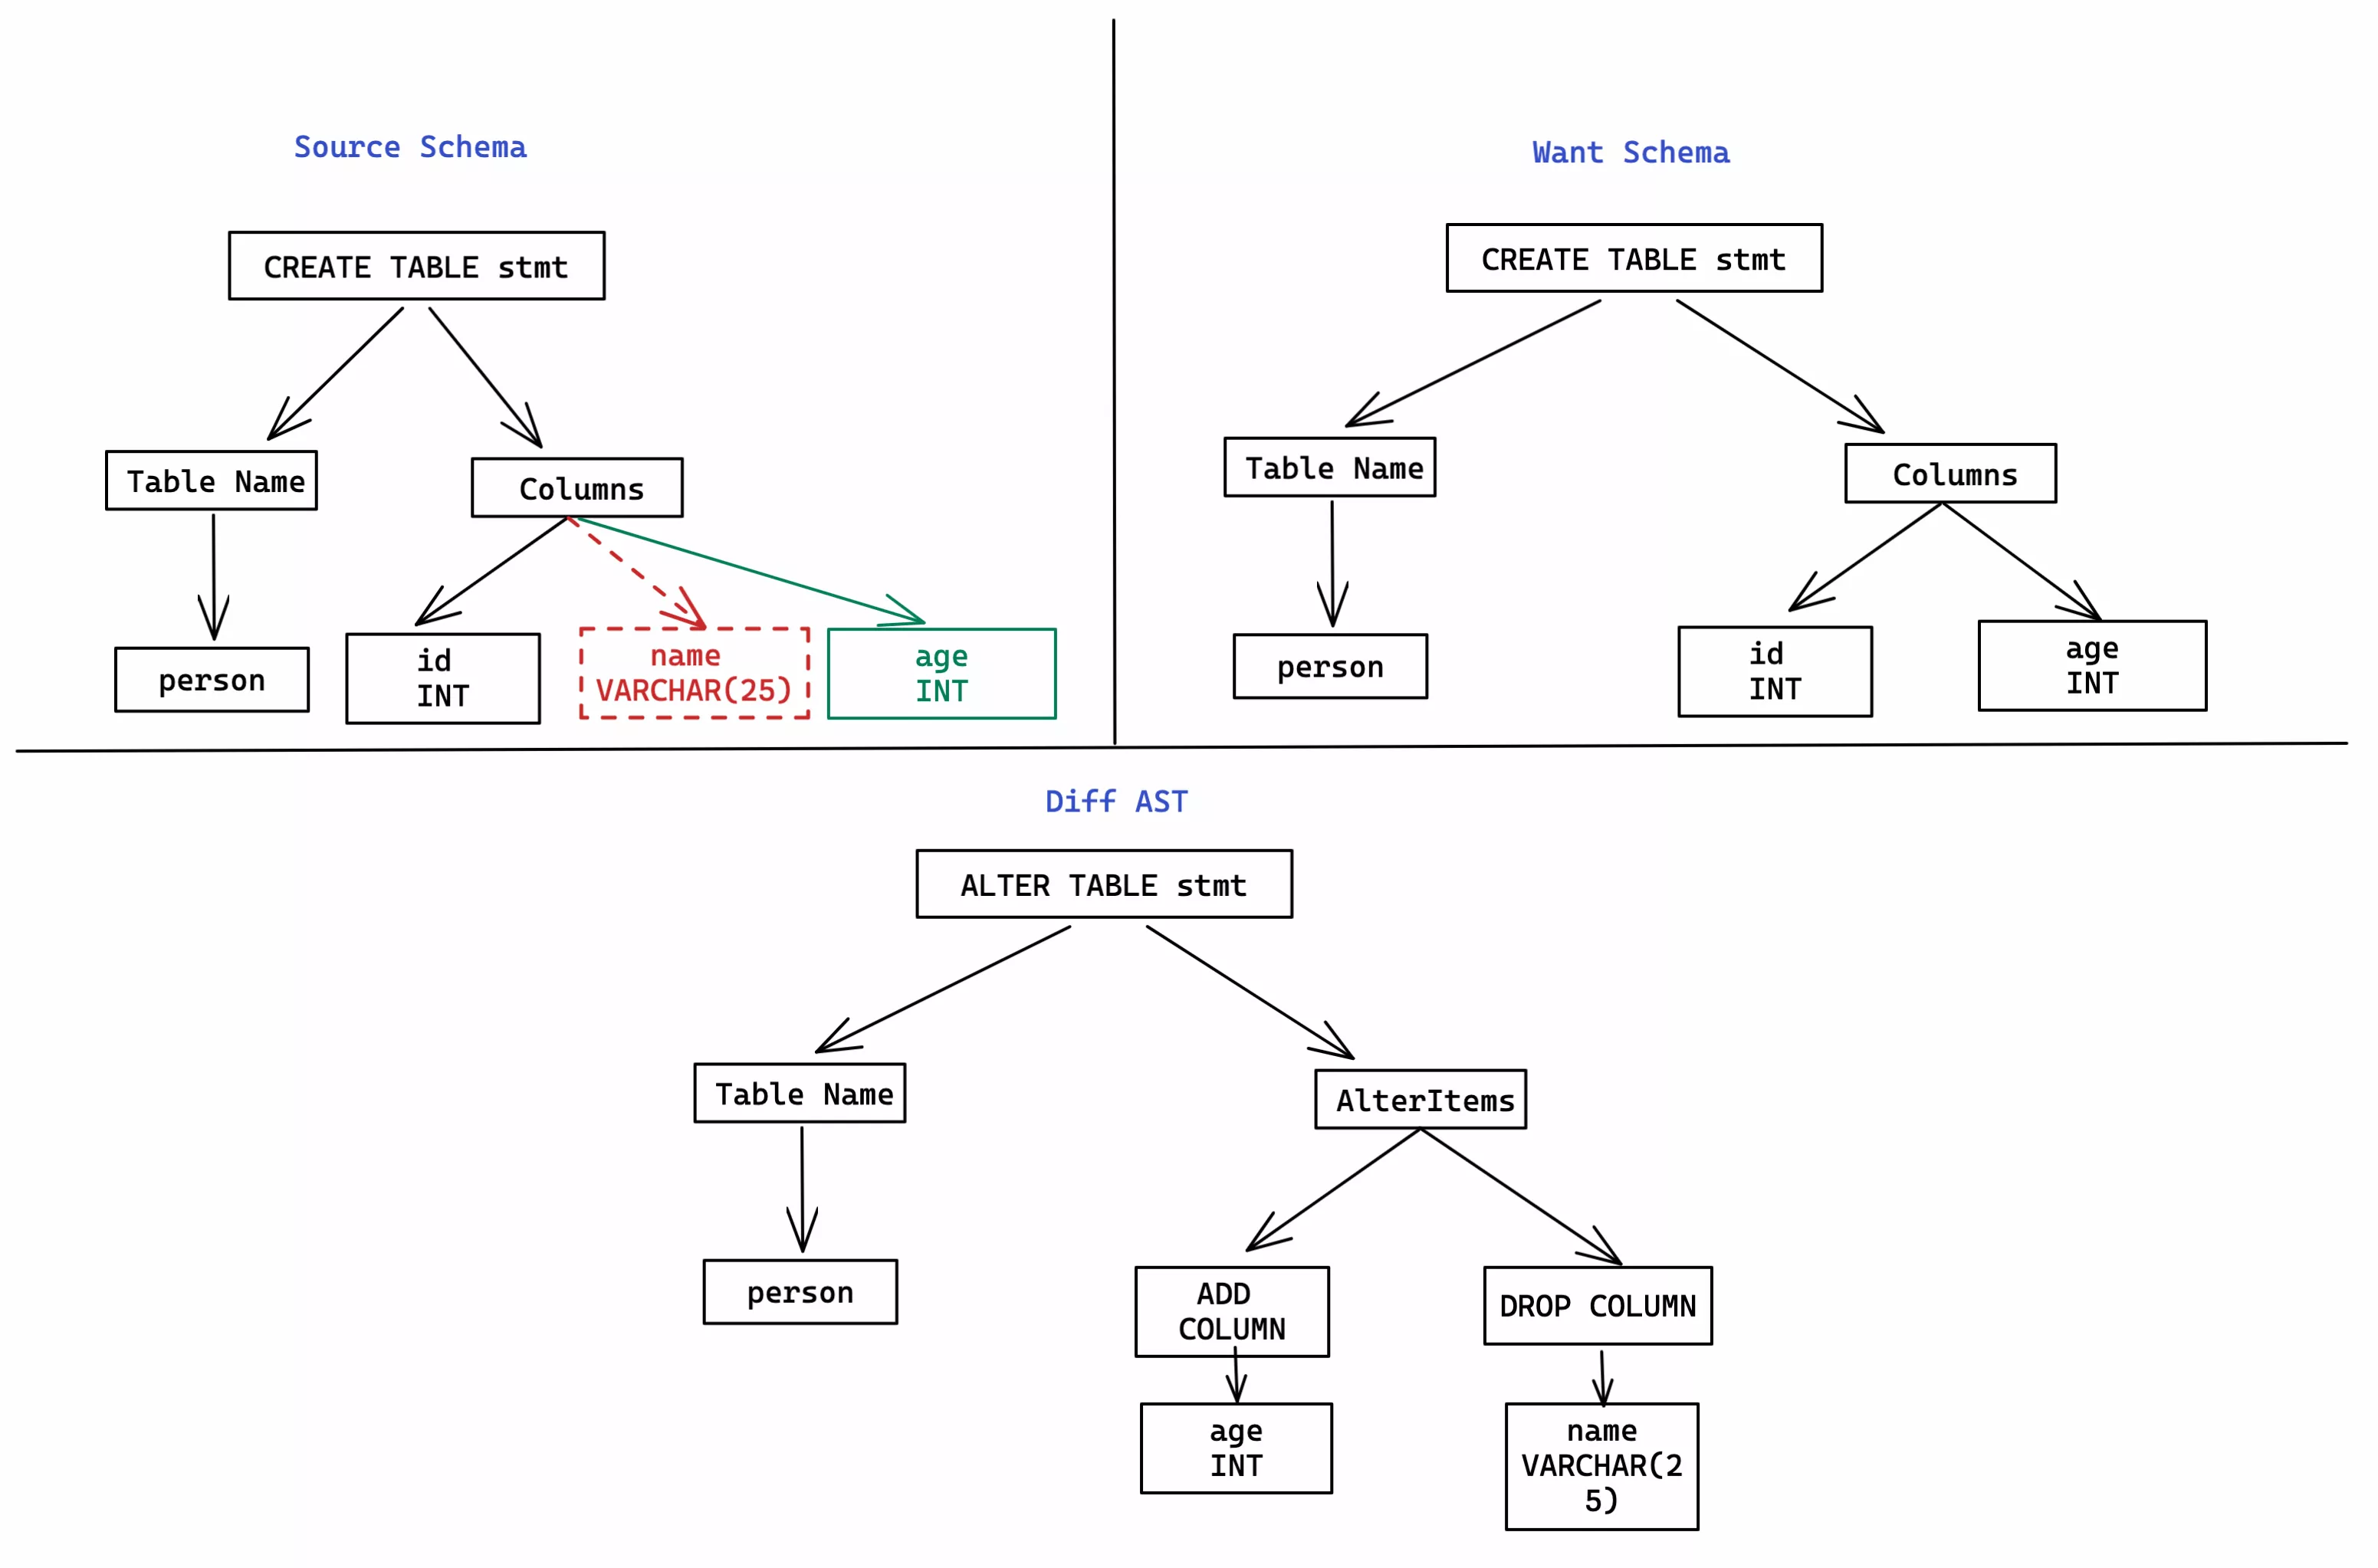 Source Schema
CREATE TABLE stmt
Table Name
Columns
person
id
INT
name
VARCHAR(25)
age
INT
Want Schema
CREATE TABLE stmt
Table Name
Columns
person
id
INT
age
INT
Diff AST
ALTER TABLE stmt
Table Name
AlterItems
person
ADD
COLUMN
DROP COLUMN
age
INT
name
VARCHAR(2
5)